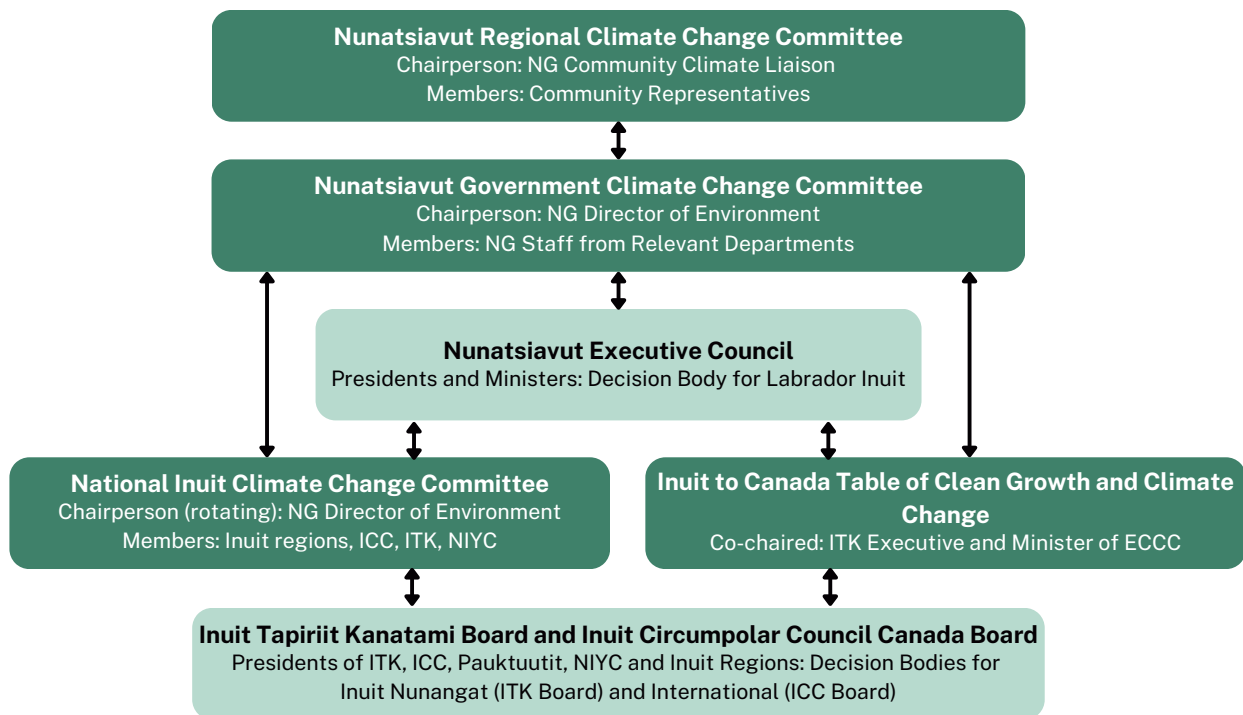 Nunatsiavut Regional Climate Change Committee
Chairperson: NG Community Climate Liaison
Members: Community Representatives
Nunatsiavut Government Climate Change Committee
Chairperson: NG Director of Environment
Members: NG Staff from Relevant Departments
Nunatsiavut Executive Council
Presidents and Ministers: Decision Body for Labrador Inuit
National Inuit Climate Change Committee
Chairperson (rotating): NG Director of Environment
Members: Inuit regions, ICC, ITK, NIYC
Inuit to Canada Table of Clean Growth and Climate
Change
Co-chaired: ITK Executive and Minister of ECCC
Inuit Tapiriit Kanatami Board and Inuit Circumpolar Council Canada Board
Presidents of ITK, ICC, Pauktuutit, NIYC and Inuit Regions: Decision Bodies for
Inuit Nunangat (ITK Board) and International (ICC Board)